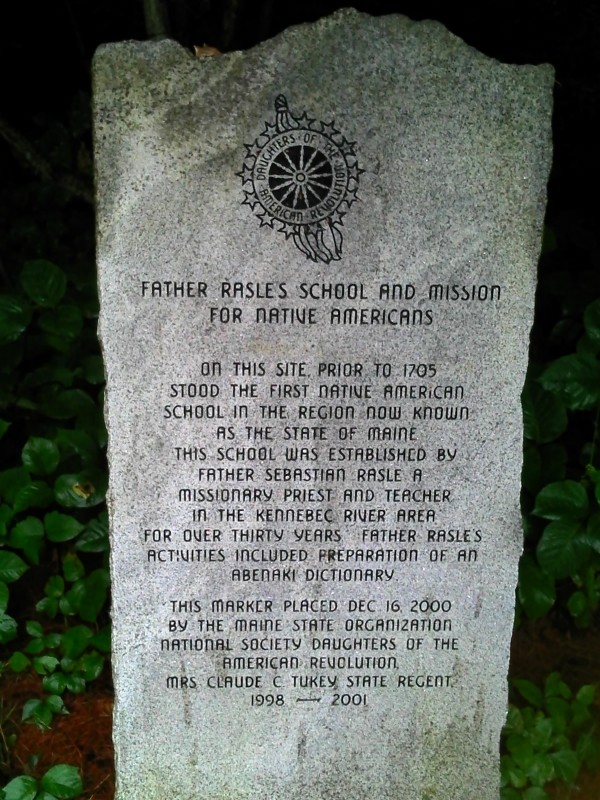 DAUGHTERS OF THE
AMERICAN REVOLUTION
FATHER RASLE'S SCHOOL AND MISSION
FOR NATIVE AMERICANS
ON THIS SITE, PRIOR TO 1705
STOOD THE FIRST NATIVE AMERICAN
SCHOOL IN THE REGION NOW KNOWN
AS THE STATE OF MAINE.
THIS SCHOOL WAS ESTABLISHED BY
FATHER SEBASTIAN RASLE A
MISSIONARY, PRIEST AND TEACHER
IN THE KENNEBEC RIVER AREA
FOR OVER THIRTY YEARS. FATHER RASLE'S
ACTIVITIES INCLUDED PREPARATION OF AN
ABENAKI DICTIONARY.
THIS MARKER PLACED DEC. 16, 2000
BY THE MAINE STATE ORGANIZATION
NATIONAL SOCIETY DAUGHTERS OF THE
AMERICAN REVOLUTION,
MRS. CLAUDE C. TUKEY STATE REGENT,
1998 — 2001